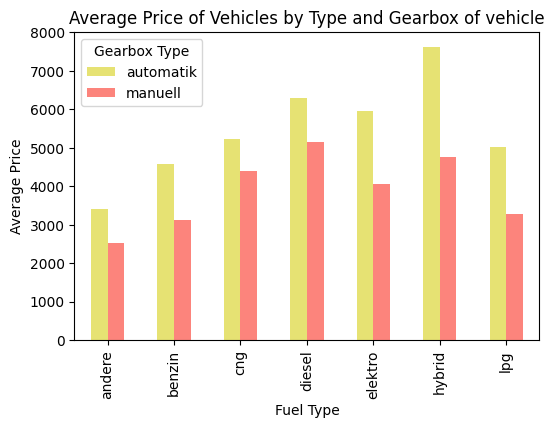 Average Price of Vehicles by Type and Gearbox of vehicle
8000
7000
6000
5000
4000
3000
2000
1000
0
Average Price
Gearbox Type
automatik
manuell
andere
benzin
cng
diesel
elektro
hybrid
lpg
Fuel Type